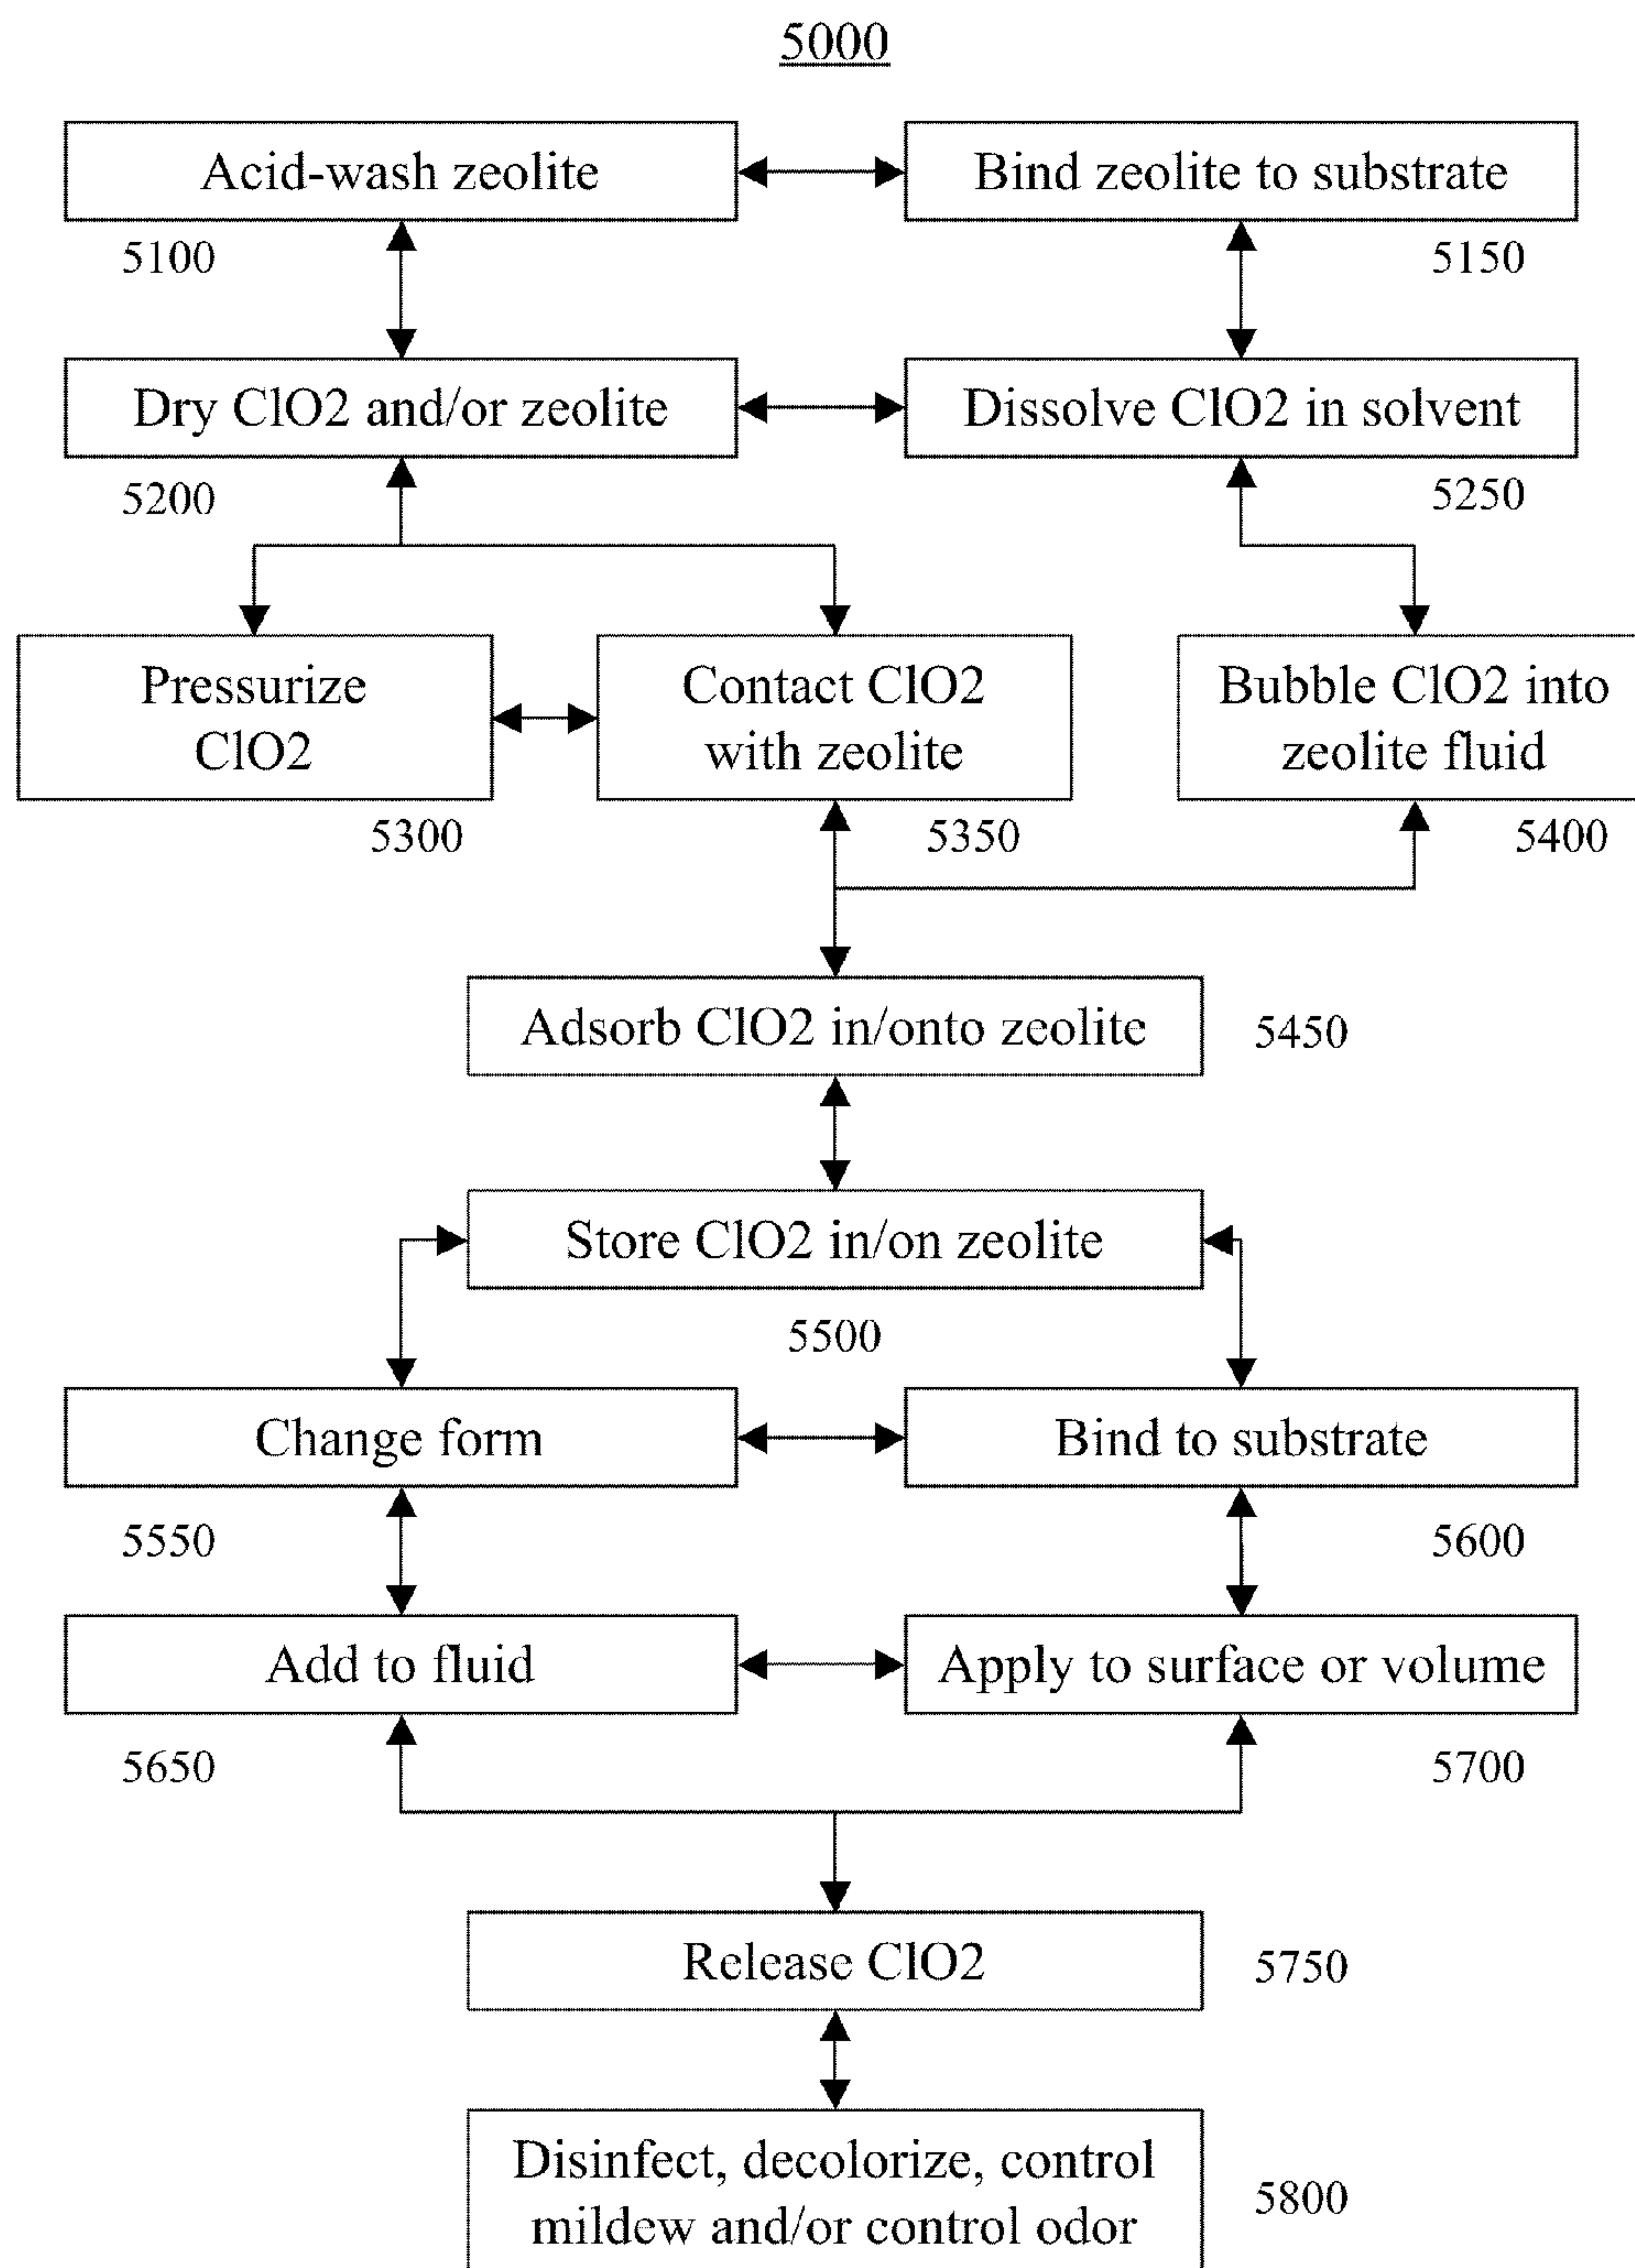 5000
Acid-wash zeolite
Bind zeolite to substrate
5100
5150
Dry ClO2 and/or zeolite
Dissolve ClO2 in solvent
5200
5250
Pressurize
ClO2
Contact ClO2
with zeolite
Bubble ClO2 into
zeolite fluid
5300
5350
5400
Adsorb ClO2 in/onto zeolite
5450
Store ClO2 in/on zeolite
5500
Change form
Bind to substrate
5550
5600
Add to fluid
Apply to surface or volume
5650
5700
Release ClO2
5750
Disinfect, decolorize, control
mildew and/or control odor
5800